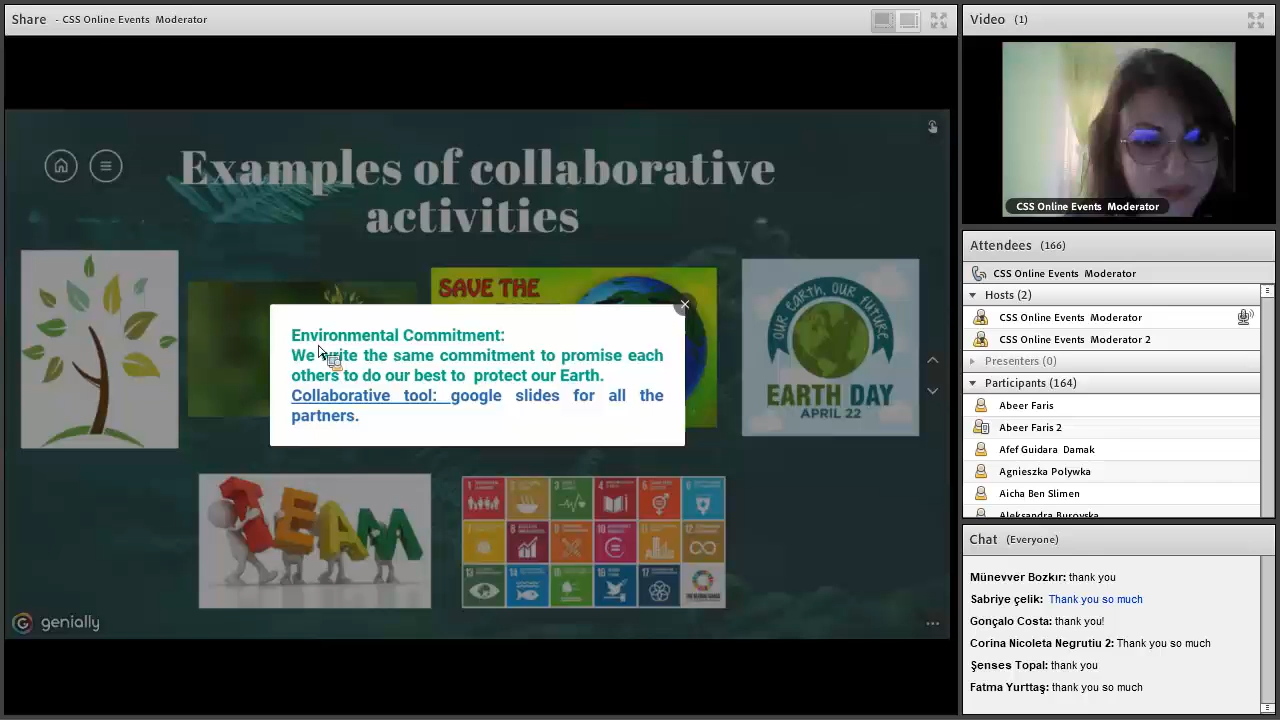 Share - CSS Online Events Moderator
Examples of collaborative
activities
SAVE THE
Environmental Commitment:
We write the same commitment to promise each
others to do our best to protect our Earth.
Collaborative tool: google slides for all the
partners.
OUR EARTH, OUR FUTURE
EARTH DAY
APRIL 22
TEAM
genially
Video (1)
CSS Online Events Moderator
Attendees (166)
CSS Online Events Moderator
Hosts (2)
CSS Online Events Moderator
CSS Online Events Moderator 2
Presenters (0)
Participants (164)
Abeer Faris
Abeer Faris 2
Afef Guidara Damak
Agnieszka Polywka
Aicha Ben Slimen
Aleksandra Burovska
Chat (Everyone)
Münevver Bozkır: thank you
Sabriye çelik: Thank you so much
Gonçalo Costa: thank you!
Corina Nicoleta Negrutiu 2: Thank you so much
Şenses Topal: thank you
Fatma Yurttaş: thank you so much